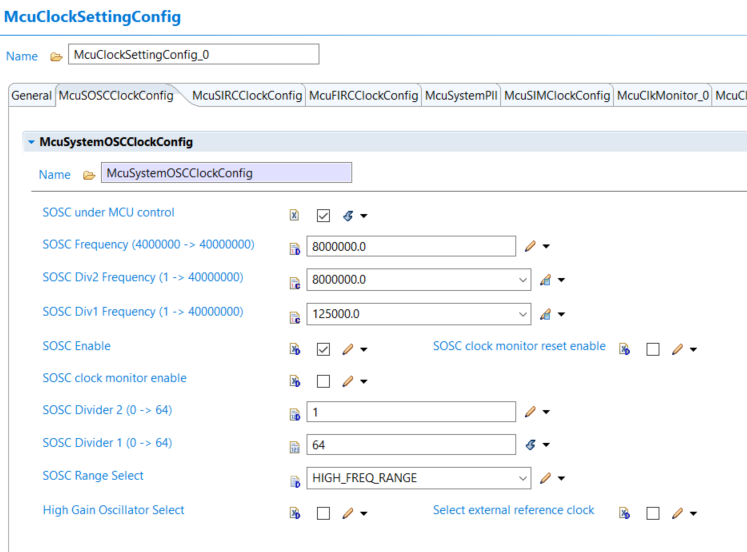 McuClockSettingConfig
Name McuClockSettingConfig_0
General McuSOSCClockConfig McuSIRCClockConfig McuFIRCClockConfig McuSystemPll McuSIMClockConfig McuClkMonitor_0 McuCl
McuSystemOSCClockConfig
Name McuSystemOSCClockConfig
SOSC under MCU control
SOSC Frequency (4000000 -> 40000000) 8000000.0
SOSC Div2 Frequency (1 -> 40000000) 8000000.0
SOSC Div1 Frequency (1 -> 40000000) 125000.0
SOSC Enable SOSC clock monitor reset enable
SOSC clock monitor enable
SOSC Divider 2 (0 -> 64) 1
SOSC Divider 1 (0 -> 64) 64
SOSC Range Select HIGH_FREQ_RANGE
High Gain Oscillator Select Select external reference clock